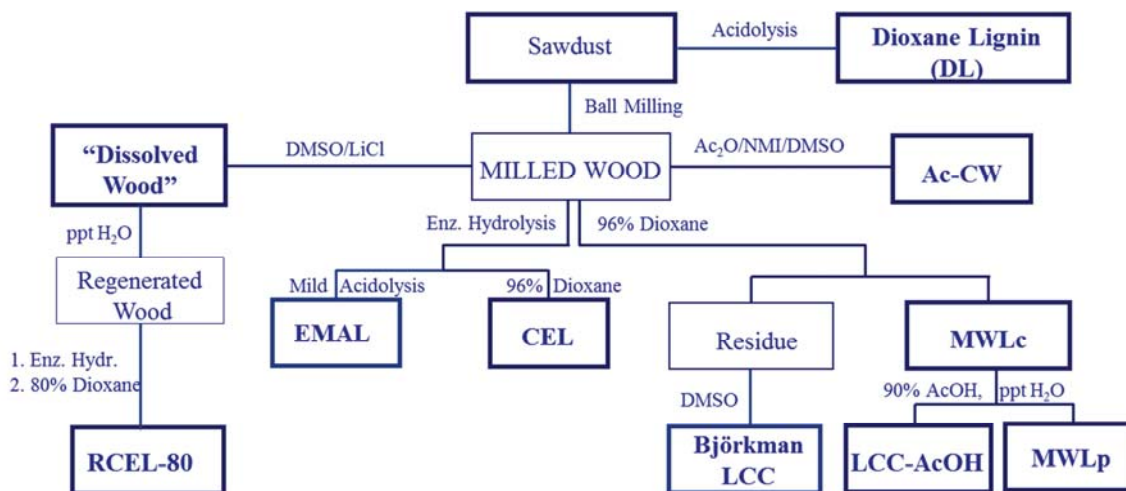 Sawdust
Acidolysis
Dioxane Lignin
(DL)
Ball Milling
“Dissolved
Wood”
DMSO/LiCl
MILLED WOOD
Ac₂O/NMI/DMSO
Ac-CW
ppt H₂O
Enz. Hydrolysis
96% Dioxane
Regenerated
Wood
Mild Acidolysis
96% Dioxane
EMAL
CEL
Residue
MWLc
1. Enz. Hydr.
2. 80% Dioxane
DMSO
90% AcOH, ppt H₂O
RCEL-80
Björkman
LCC
LCC-AcOH
MWLp